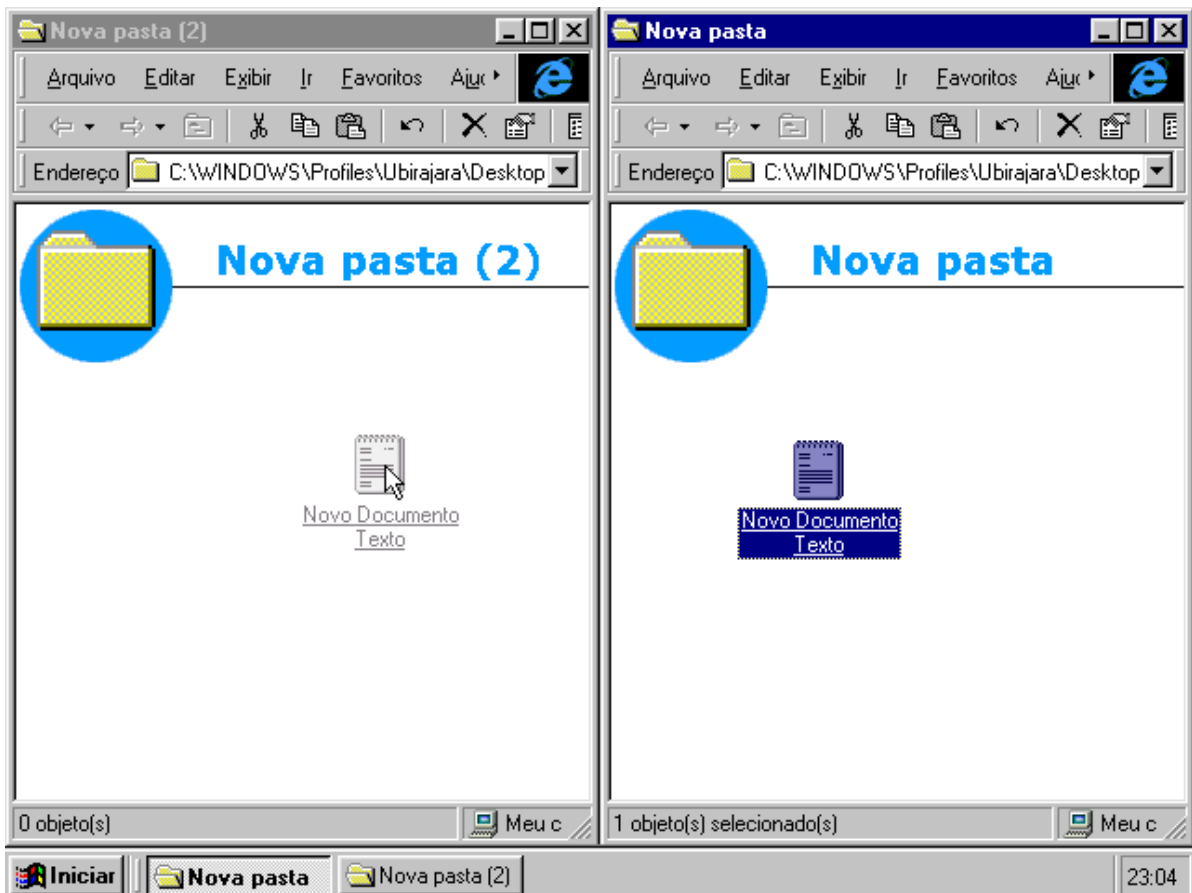 Nova pasta (2)
Arquivo Editar Exibir Ir Favoritos Aju
Endereço C:\WINDOWS\Profiles\Ubirajara\Desktop
Nova pasta (2)
Novo Documento
Texto
0 objeto(s) Meu c
Nova pasta
Arquivo Editar Exibir Ir Favoritos Aju
Endereço C:\WINDOWS\Profiles\Ubirajara\Desktop
Nova pasta
Novo Documento
Texto
1 objeto(s) selecionado(s) Meu c
Iniciar Nova pasta Nova pasta (2) 23:04